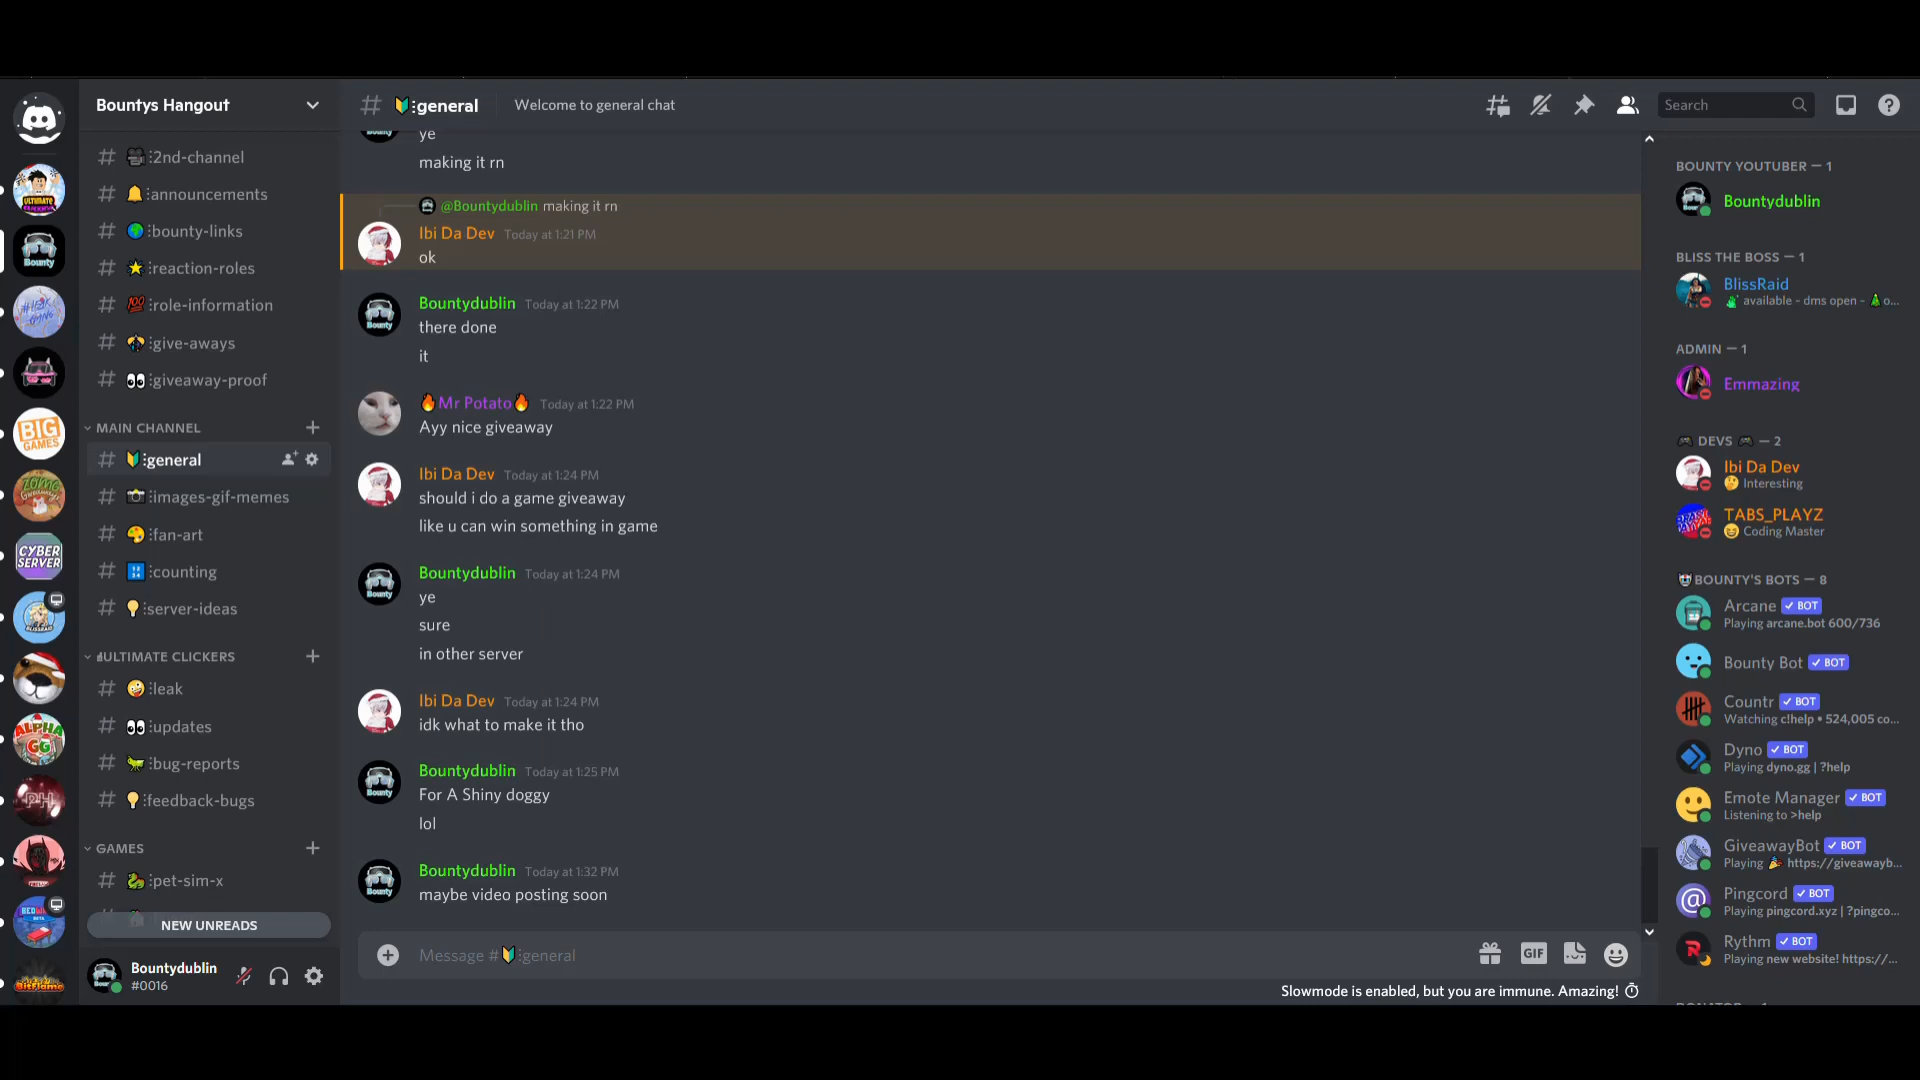 Bountys Hangout
2nd-channel
announcements
bounty-links
reaction-roles
role-information
give-aways
giveaway-proof
MAIN CHANNEL
general
images-gif-memes
fan-art
counting
server-ideas
ULTIMATE CLICKERS
leak
updates
bug-reports
feedback-bugs
GAMES
pet-sim-x
NEW UNREADS
Bountydublin
#0016
general
Welcome to general chat
Search
ye
making it rn
@Bountydublin making it rn
Ibi Da Dev Today at 1:21 PM
ok
Bountydublin Today at 1:22 PM
there done
it
🔥Mr Potato🔥 Today at 1:22 PM
Ayy nice giveaway
Ibi Da Dev Today at 1:24 PM
should i do a game giveaway
like u can win something in game
Bountydublin Today at 1:24 PM
ye
sure
in other server
Ibi Da Dev Today at 1:24 PM
idk what to make it tho
Bountydublin Today at 1:25 PM
For A Shiny doggy
lol
Bountydublin Today at 1:32 PM
maybe video posting soon
Message #🔰⋮general
GIF
Slowmode is enabled, but you are immune. Amazing!
BOUNTY YOUTUBER — 1
Bountydublin
BLISS THE BOSS — 1
BlissRaid
available - dms open - 🎄o...
ADMIN — 1
Emmazing
🎮 DEVS 🎮 — 2
Ibi Da Dev
Interesting
TABS_PLAYZ
Coding Master
BOUNTY'S BOTS — 8
Arcane BOT
Playing arcane.bot 600/736
Bounty Bot BOT
Countr BOT
Watching c!help • 524,005 co...
Dyno BOT
Playing dyno.gg | ?help
Emote Manager BOT
Listening to >help
GiveawayBot BOT
Playing 🎉 https://giveawayb...
Pingcord BOT
Playing pingcord.xyz | ?pingco...
Rythm BOT
Playing new website! https://...
Bounty
BIG GAMES
CYBER SERVER
ALPHA GG
PH